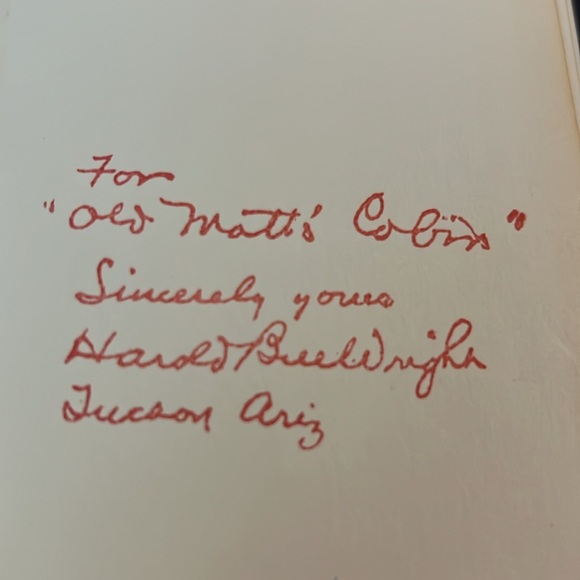 For
"Old Matt's Cabin"
Sincerely yours
Harold Bell Wright
Tucson Ariz